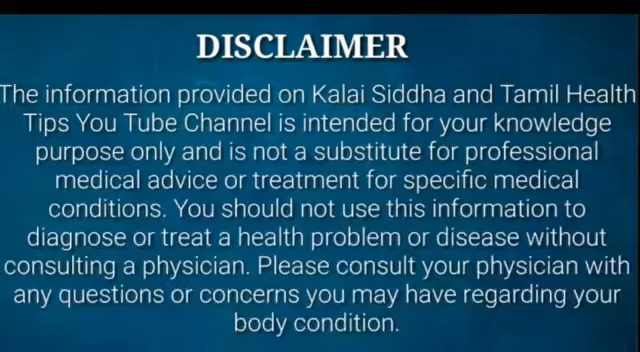 DISCLAIMER
The information provided on Kalai Siddha and Tamil Health
Tips You Tube Channel is intended for your knowledge
purpose only and is not a substitute for professional
medical advice or treatment for specific medical
conditions. You should not use this information to
diagnose or treat a health problem or disease without
consulting a physician. Please consult your physician with
any questions or concerns you may have regarding your
body condition.